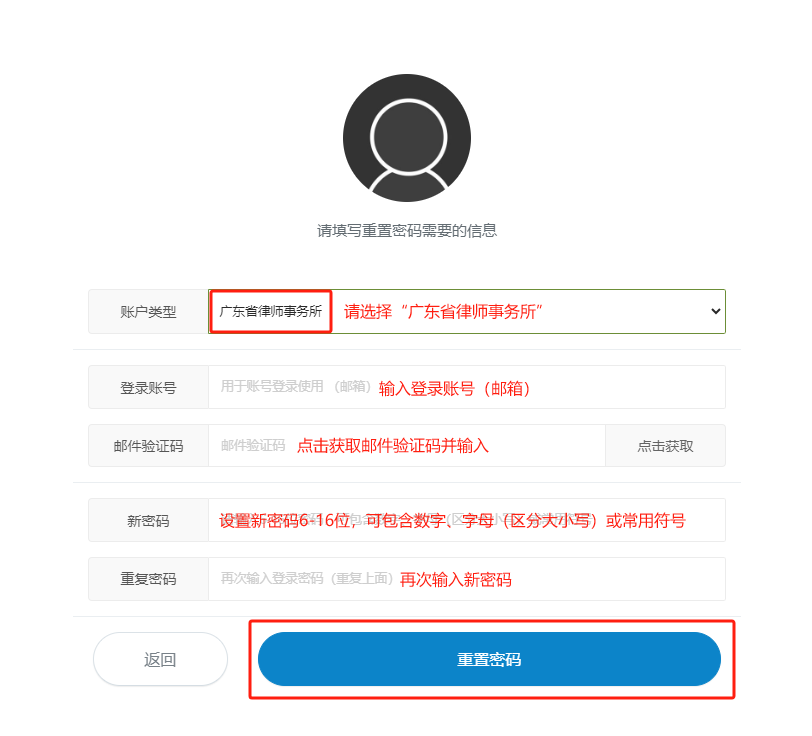 请填写重置密码需要的信息
账户类型 广东省律师事务所 请选择“广东省律师事务所”
登录账号 用于账号登录使用 （邮箱） 输入登录账号（邮箱）
邮件验证码 邮件验证码 点击获取邮件验证码并输入 点击获取
新密码 设置新密码6-16位，可包含数字、字母（区分大小写）或常用符号
重复密码 再次输入登录密码（重复上面） 再次输入新密码
返回 重置密码